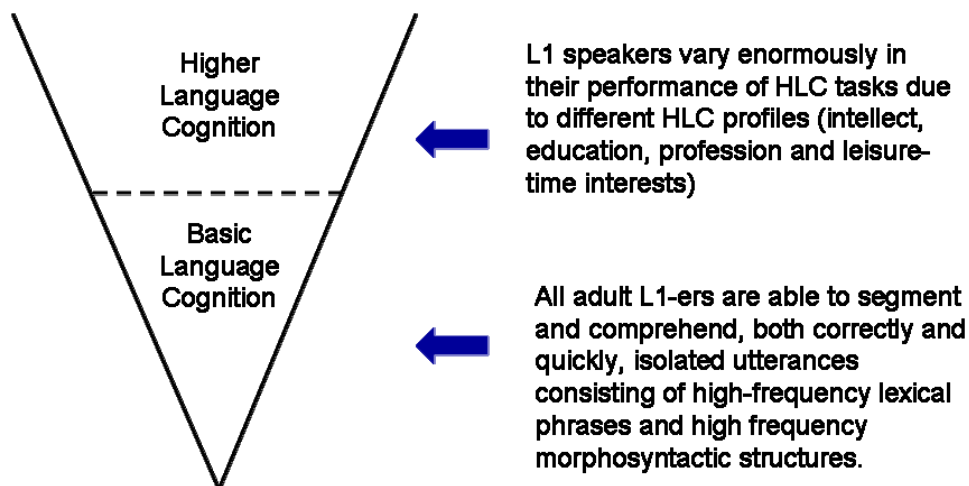 Higher
Language
Cognition
L1 speakers vary enormously in
their performance of HLC tasks due
to different HLC profiles (intellect,
education, profession and leisure-
time interests)
Basic
Language
Cognition
All adult L1-ers are able to segment
and comprehend, both correctly and
quickly, isolated utterances
consisting of high-frequency lexical
phrases and high frequency
morphosyntactic structures.